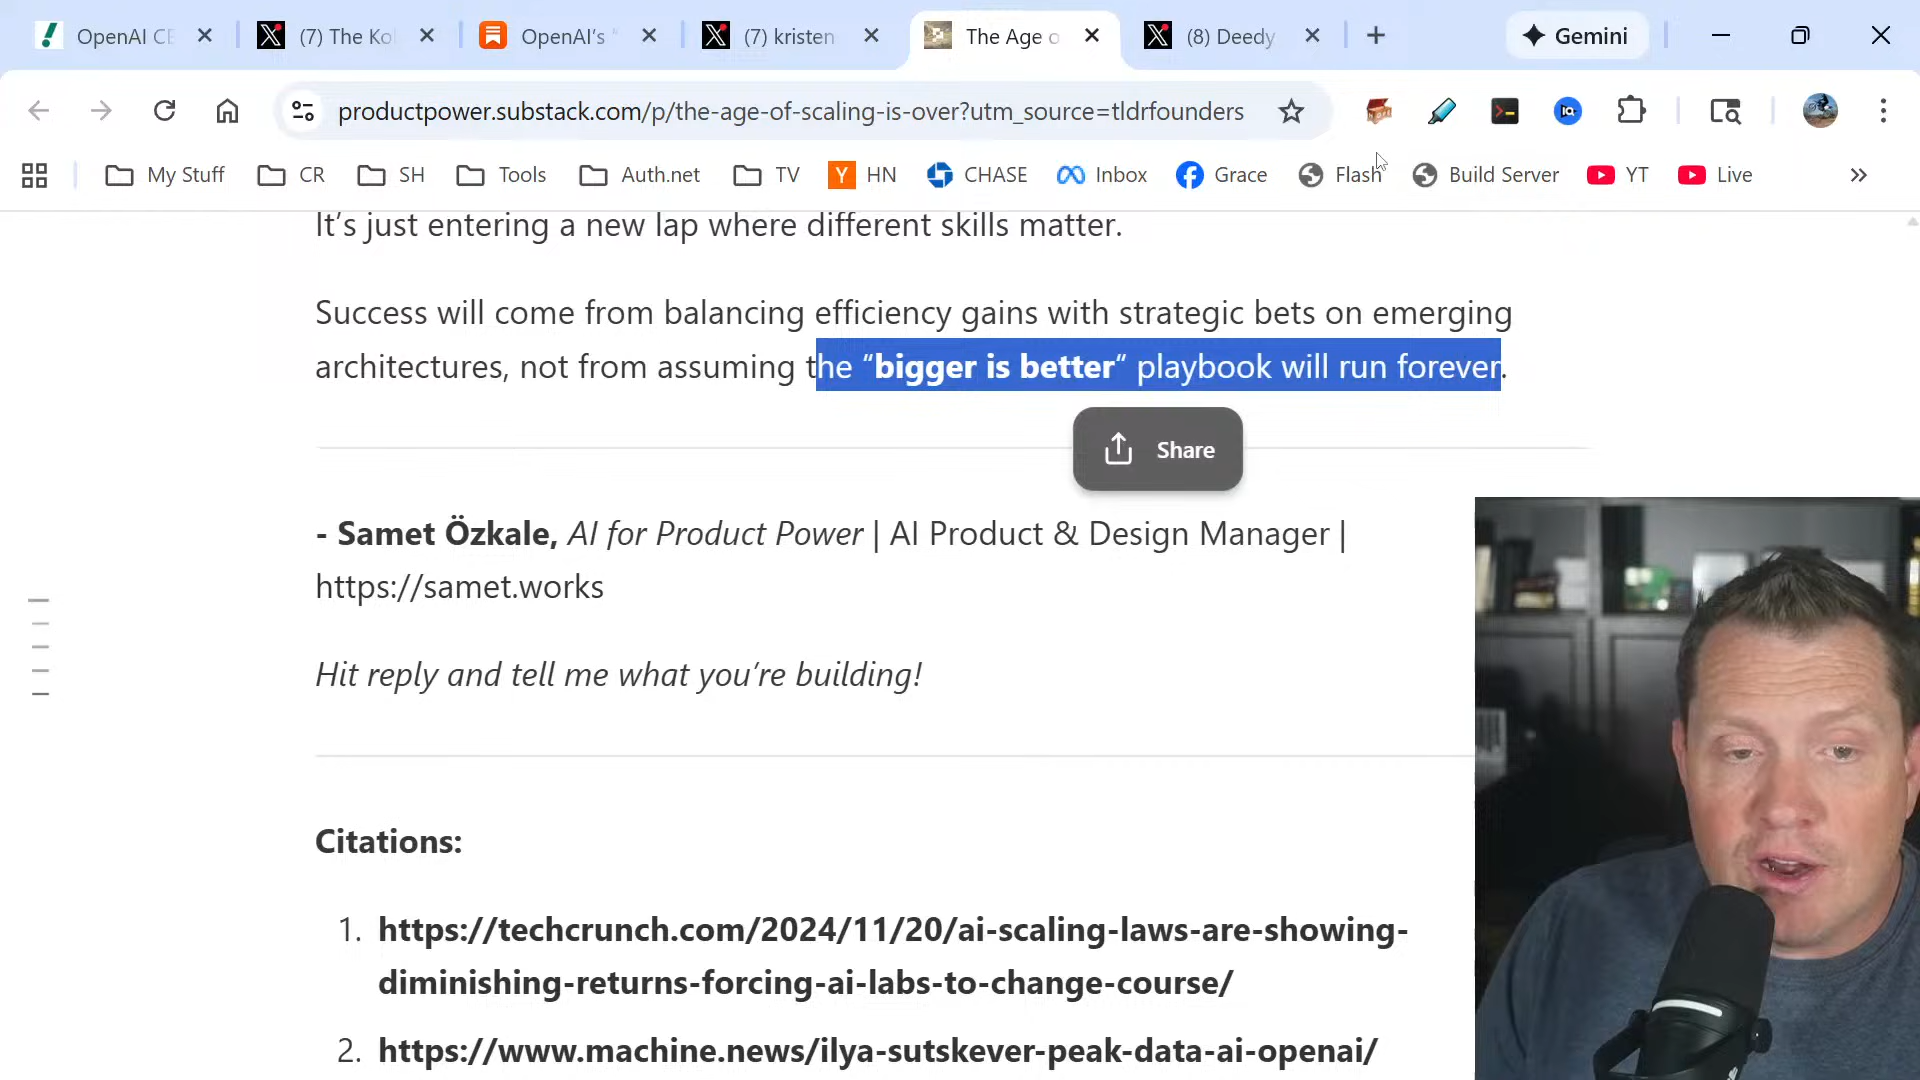 OpenAI CE
(7) The Kol
OpenAI's "
(7) kristen
The Age o
(8) Deedy
Gemini
productpower.substack.com/p/the-age-of-scaling-is-over?utm_source=tldrfounders
My Stuff
CR
SH
Tools
Auth.net
TV
Y HN
CHASE
Inbox
Grace
Flash
Build Server
YT
Live
It’s just entering a new lap where different skills matter.
Success will come from balancing efficiency gains with strategic bets on emerging
architectures, not from assuming the “bigger is better” playbook will run forever.
Share
- Samet Özkale, AI for Product Power | AI Product & Design Manager |
https://samet.works
Hit reply and tell me what you’re building!
Citations:
1. https://techcrunch.com/2024/11/20/ai-scaling-laws-are-showing-
diminishing-returns-forcing-ai-labs-to-change-course/
2. https://www.machine.news/ilya-sutskever-peak-data-ai-openai/